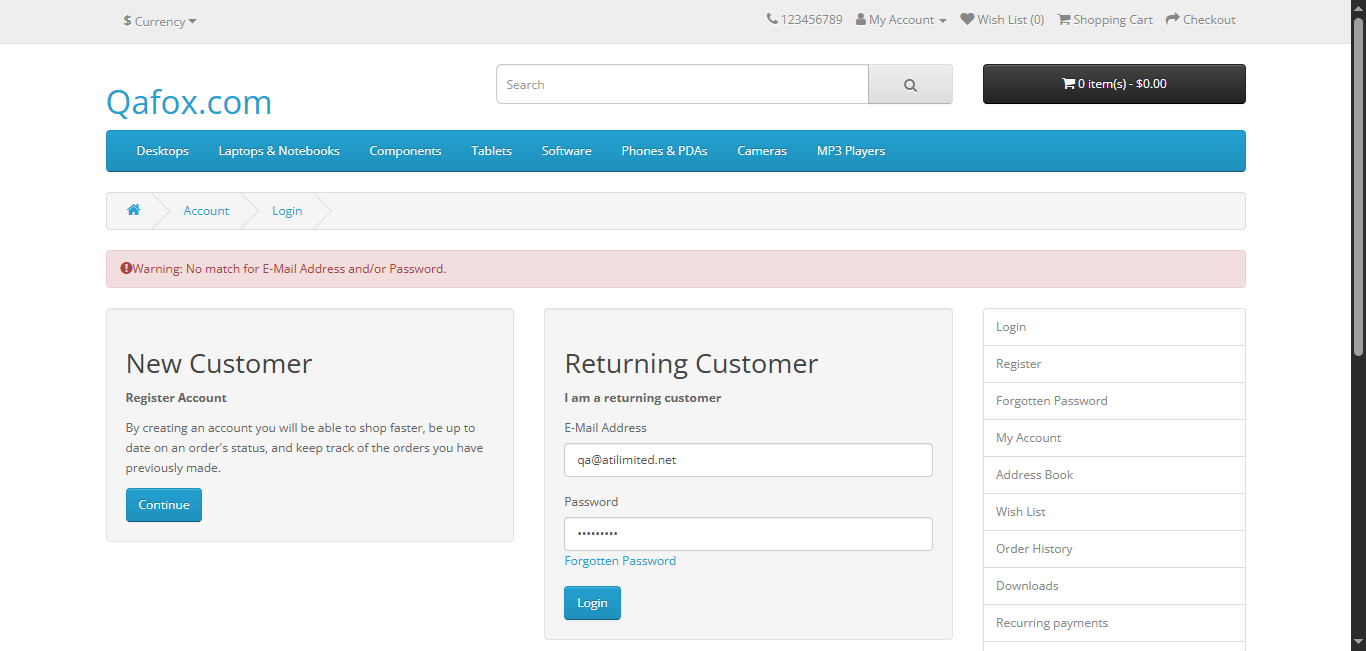 $ Currency
123456789 My Account Wish List (0) Shopping Cart Checkout
Qafox.com
Search
0 item(s) - $0.00
Desktops Laptops & Notebooks Components Tablets Software Phones & PDAs Cameras MP3 Players
Account Login
Warning: No match for E-Mail Address and/or Password.
New Customer
Register Account
By creating an account you will be able to shop faster, be up to
date on an order's status, and keep track of the orders you have
previously made.
Continue
Returning Customer
I am a returning customer
E-Mail Address
qa@atilimited.net
Password
•••••••••
Forgotten Password
Login
Login
Register
Forgotten Password
My Account
Address Book
Wish List
Order History
Downloads
Recurring payments